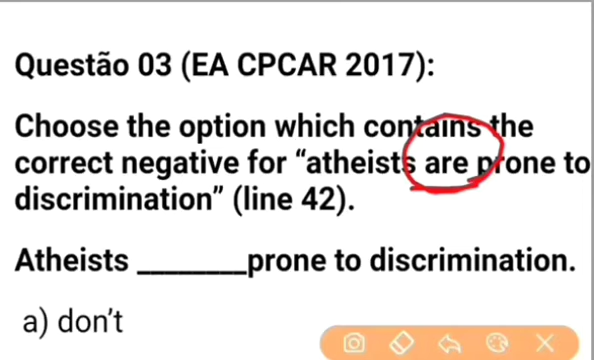 Questão 03 (EA CPCAR 2017):
Choose the option which contains the
correct negative for “atheists are prone to
discrimination” (line 42).
Atheists ________prone to discrimination.
a) don’t